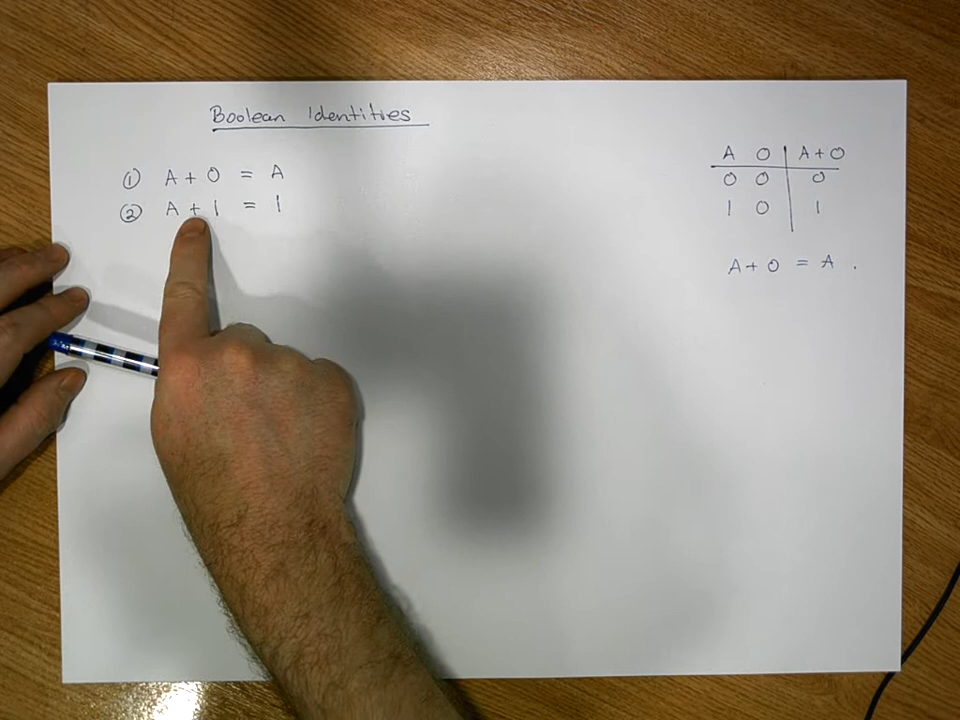 Boolean Identities
① A + 0 = A
② A + 1 = 1
A 0 | A + 0
0 0 | 0
1 0 | 1
A + 0 = A .